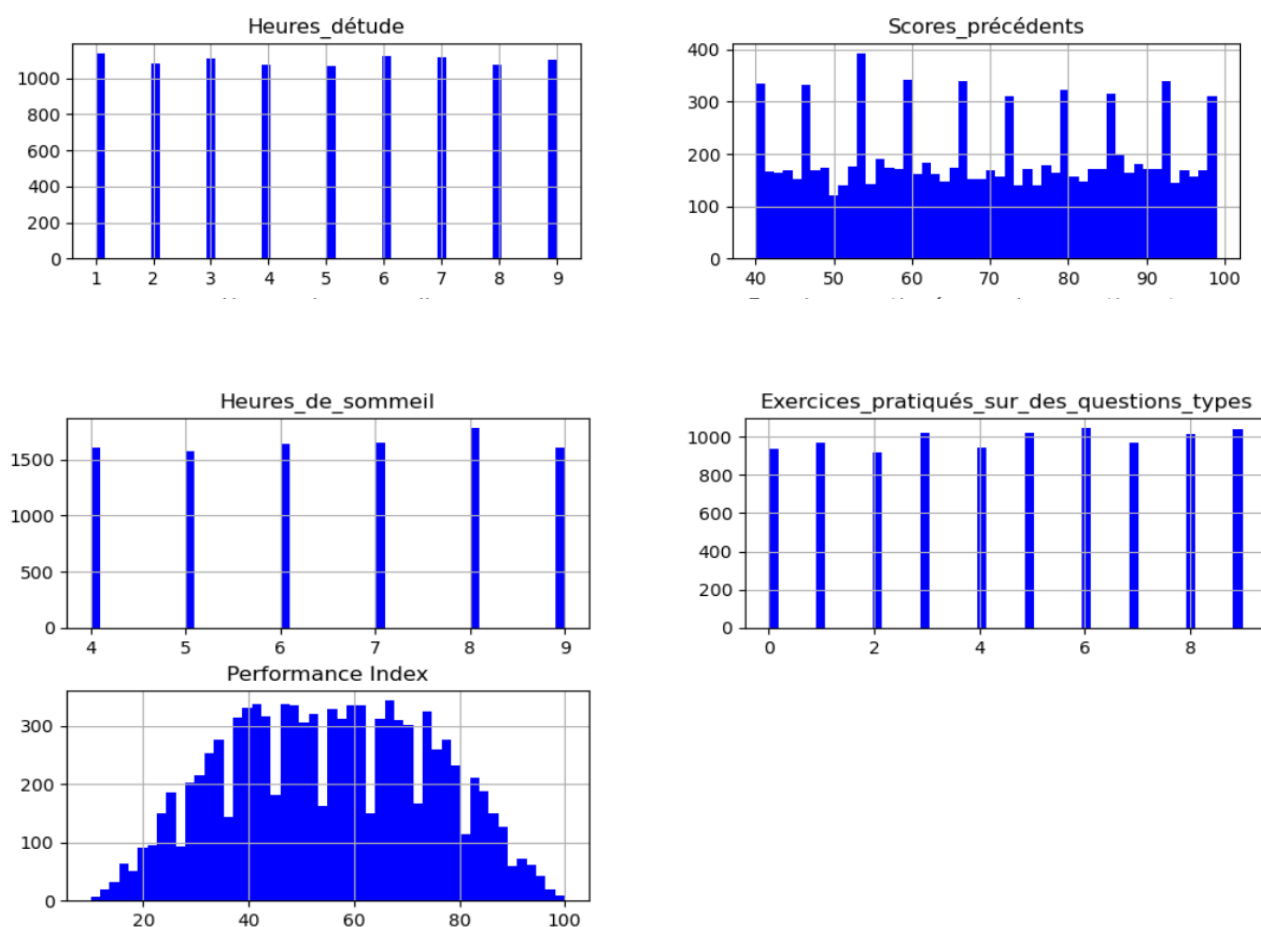 Heures_détude
1000
800
600
400
200
0
1 2 3 4 5 6 7 8 9
Scores_précédents
400
300
200
100
0
40 50 60 70 80 90 100
Heures_de_sommeil
1500
1000
500
0
4 5 6 7 8 9
Exercices_pratiqués_sur_des_questions_types
1000
800
600
400
200
0
0 2 4 6 8
Performance Index
300
200
100
0
20 40 60 80 100